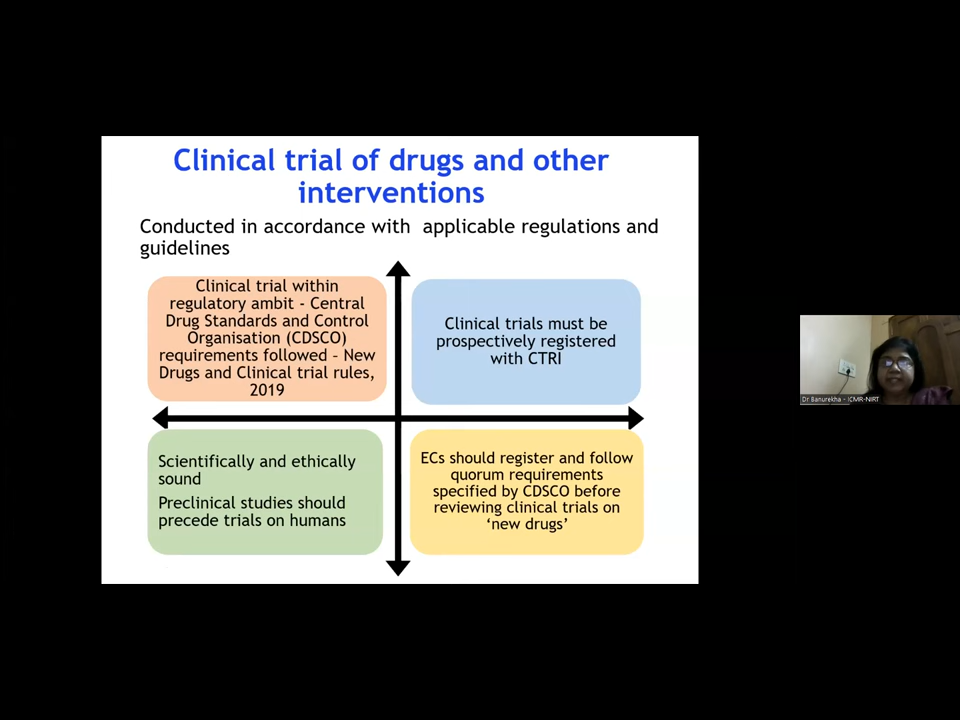 Clinical trial of drugs and other
interventions
Conducted in accordance with applicable regulations and
guidelines
Clinical trial within
regulatory ambit - Central
Drug Standards and Control
Organisation (CDSCO)
requirements followed - New
Drugs and Clinical trial rules,
2019
Clinical trials must be
prospectively registered
with CTRI
Scientifically and ethically
sound
Preclinical studies should
precede trials on humans
ECs should register and follow
quorum requirements
specified by CDSCO before
reviewing clinical trials on
‘new drugs’
Dr Banurekha - ICMR-NIRT